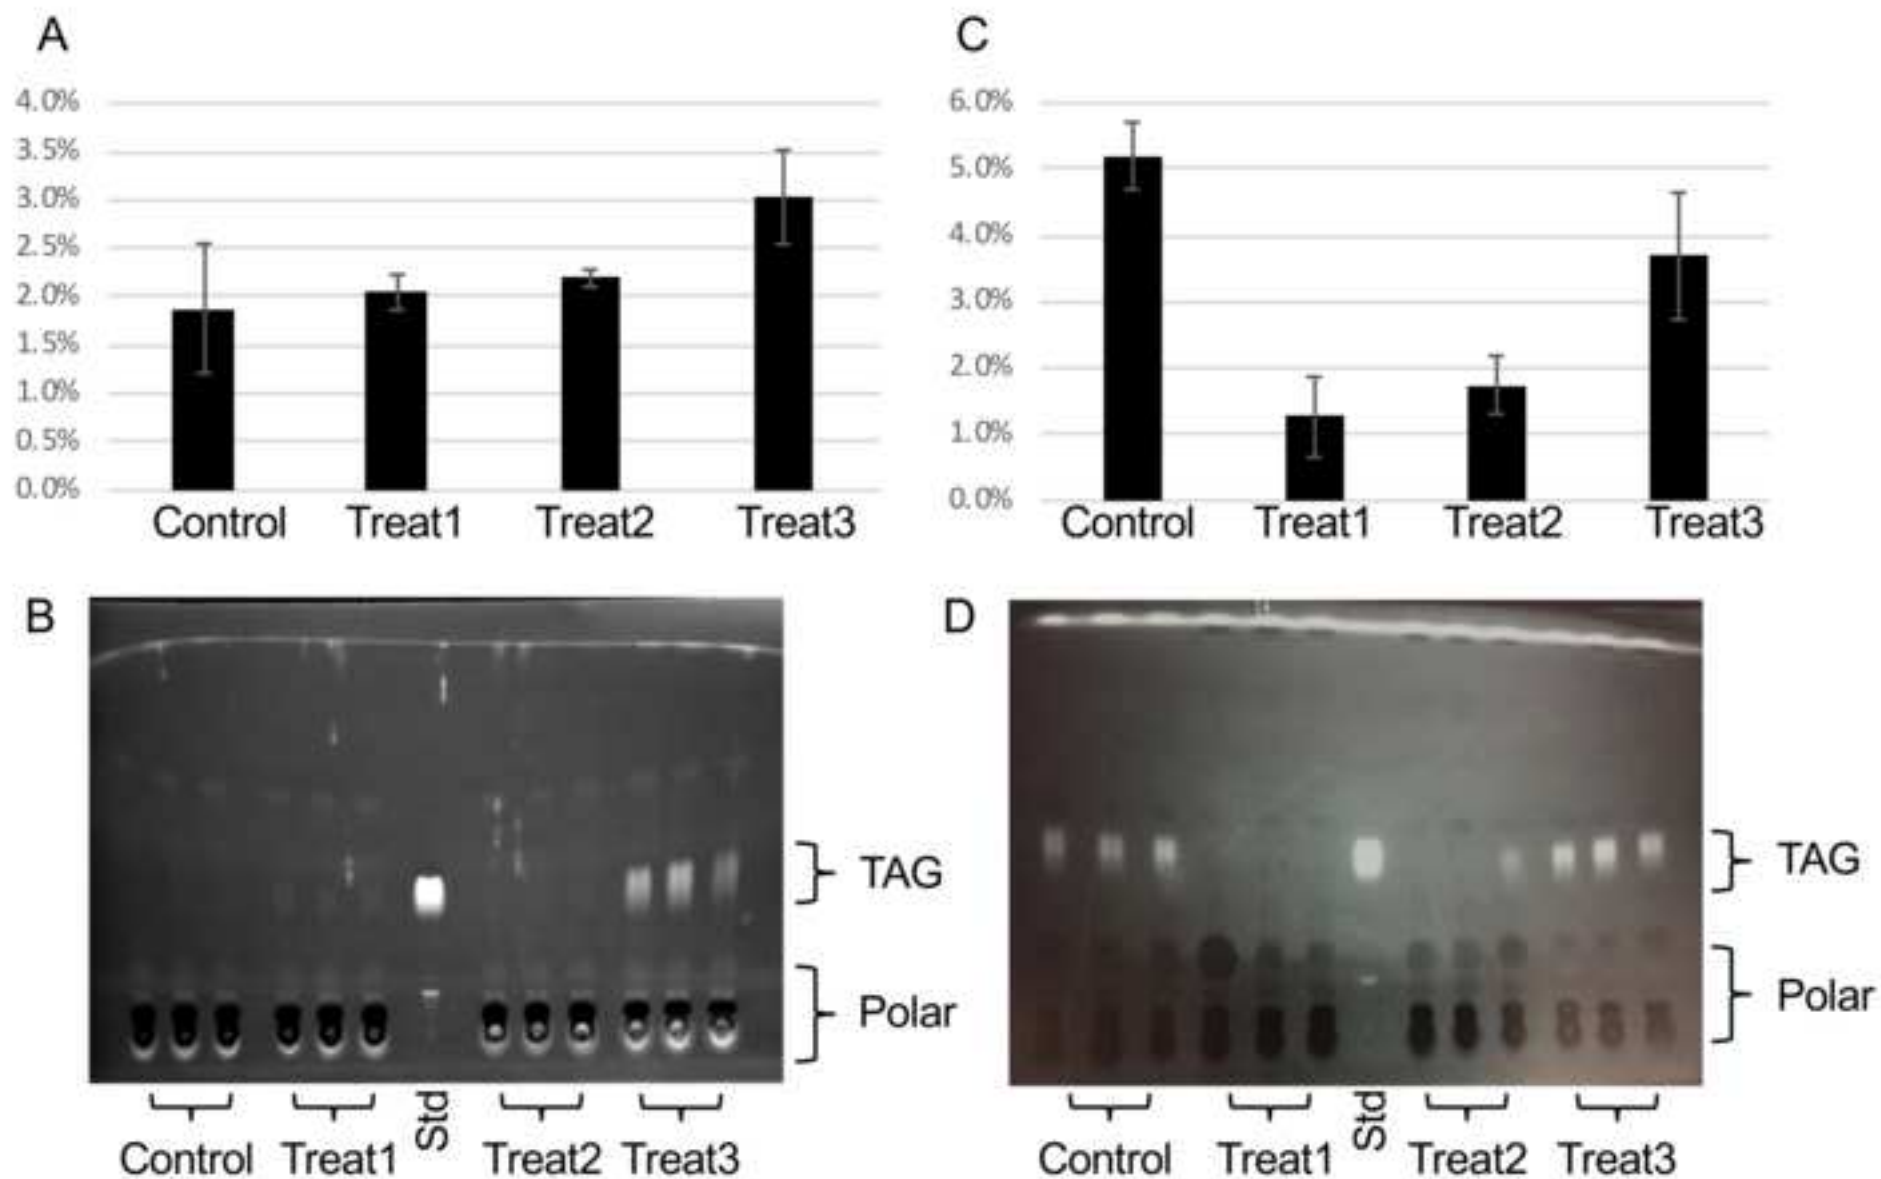 A
4.0%
3.5%
3.0%
2.5%
2.0%
1.5%
1.0%
0.5%
0.0%
Control Treat1 Treat2 Treat3
C
6.0%
5.0%
4.0%
3.0%
2.0%
1.0%
0.0%
Control Treat1 Treat2 Treat3
B
TAG
Polar
Control Treat1 Std Treat2 Treat3
D
TAG
Polar
Control Treat1 Std Treat2 Treat3